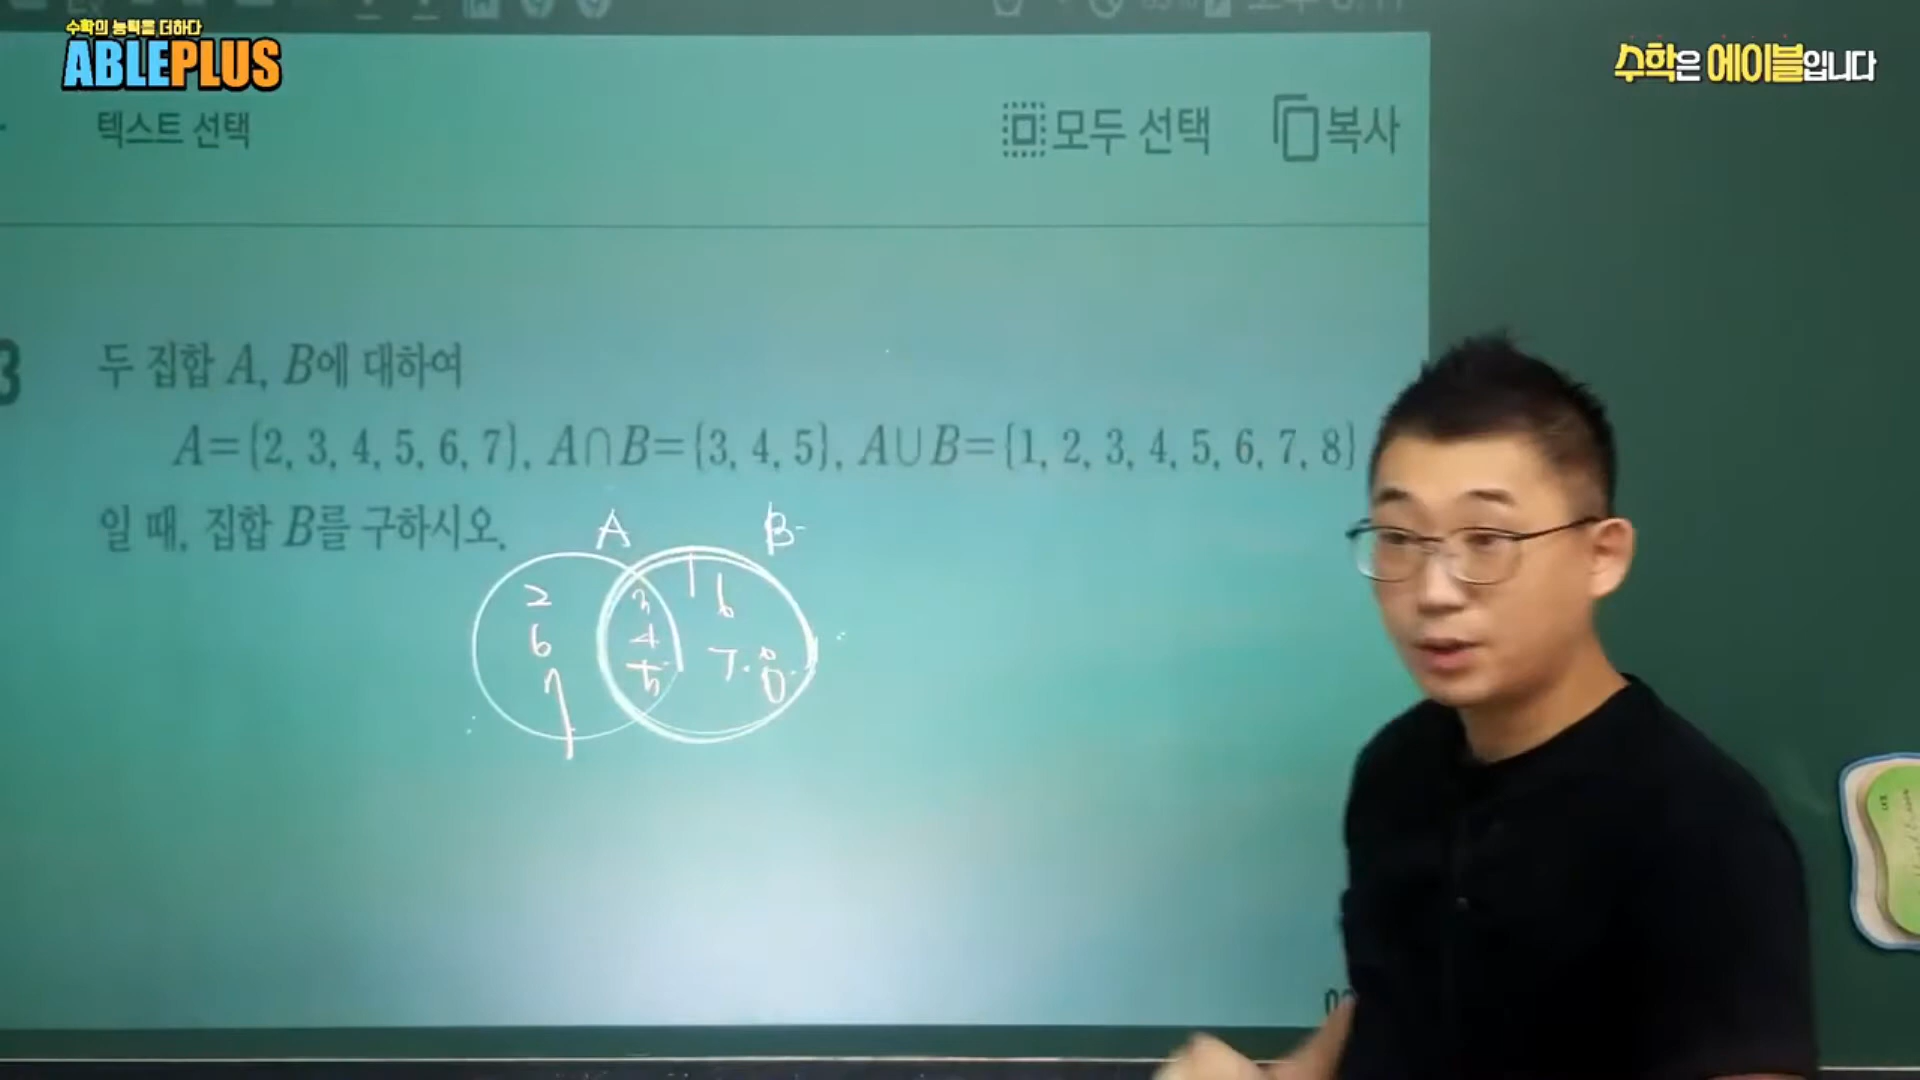 수학의 능력을 더하다
ABLEPLUS
수학은 에이블입니다
텍스트 선택
모두 선택
복사
3
두 집합 A, B에 대하여
A={2, 3, 4, 5, 6, 7}, A∩B={3, 4, 5}, A∪B={1, 2, 3, 4, 5, 6, 7, 8}
일 때, 집합 B를 구하시오.
A B
2 3 1 6
6 4 7 8
7 5